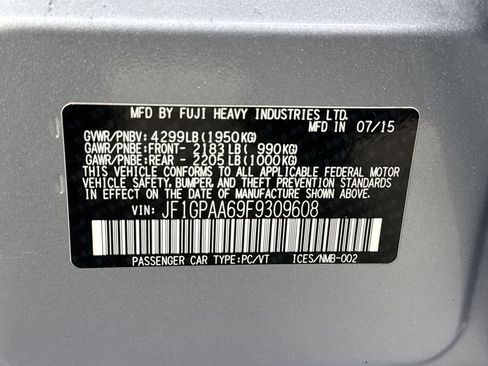 MFD BY FUJI HEAVY INDUSTRIES LTD.
MFD IN 07/15
GVWR/PNBV: 4299LB(1950KG)
GAWR/PNBE:FRONT- 2183LB( 990KG)
GAWR/PNBE:REAR - 2205LB(1000KG)
THIS VEHICLE CONFORMS TO ALL APPLICABLE FEDERAL MOTOR
VEHICLE SAFETY, BUMPER, AND THEFT PREVENTION STANDARDS
IN EFFECT ON THE DATE OF MANUFACTURE SHOWN ABOVE.
VIN: JF1GPAA69F9309608
PASSENGER CAR TYPE:PC/VT ICES/NMB-002